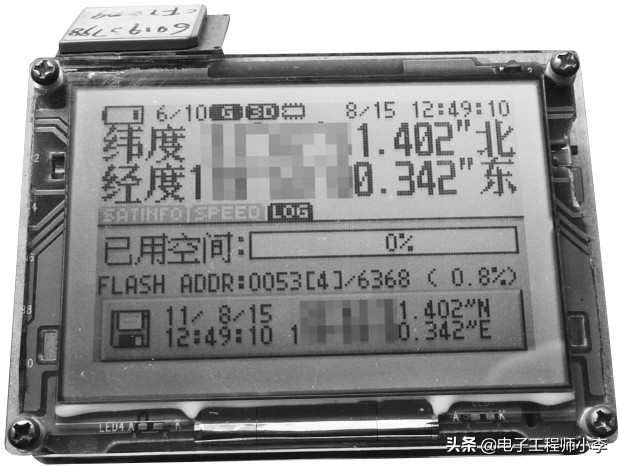 6/10 G 3D 8/15 12:49:10
纬度 1.402"北
经度1 0.342"东
SATINFO SPEED LOG
已用空间: 0%
FLASH ADDR:0053[4]/6368 ( 0.8%)
11/ 8/15 1.402"N
12:49:10 1 0.342"E
LED4 A K
A K
头条 @电子工程师小李